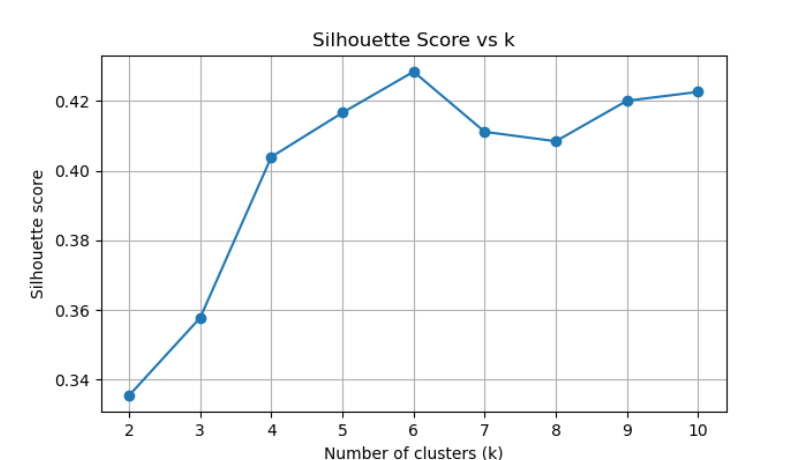 Silhouette Score vs k
Silhouette score
0.42
0.40
0.38
0.36
0.34
2 3 4 5 6 7 8 9 10
Number of clusters (k)